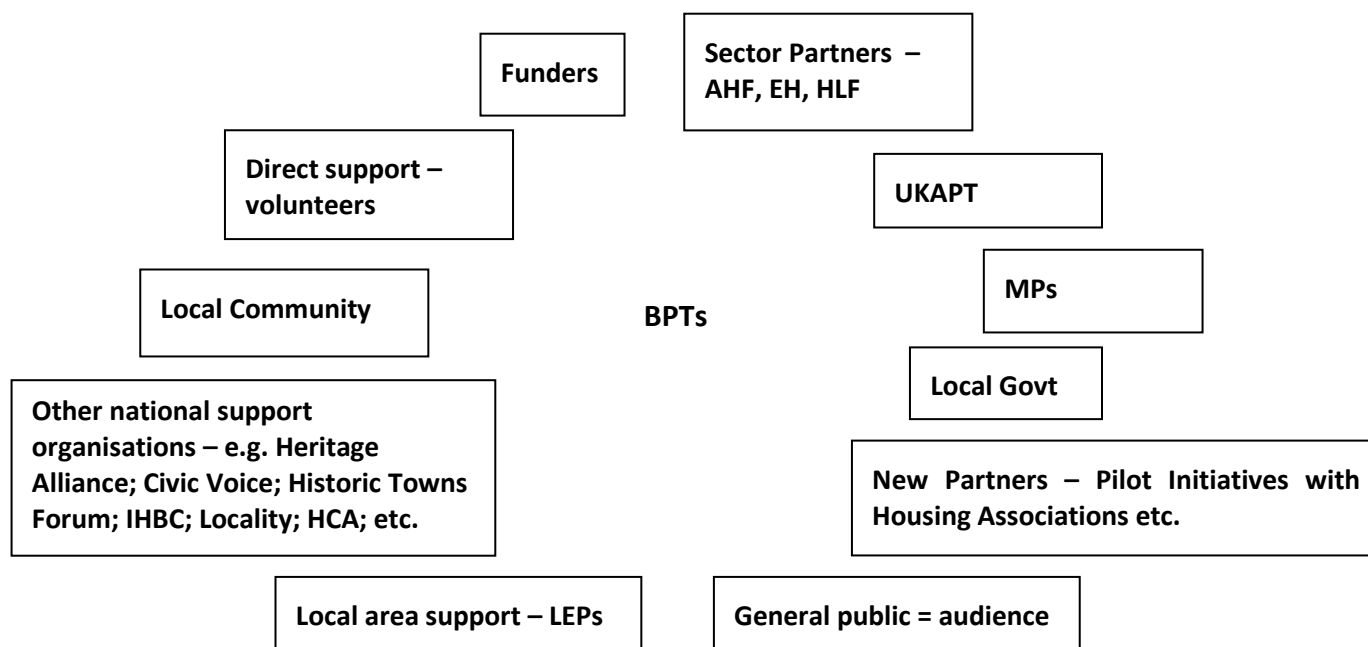 Funders
Sector Partners –
AHF, EH, HLF
Direct support –
volunteers
UKAPT
Local Community
MPs
BPTs
Local Govt
Other national support
organisations – e.g. Heritage
Alliance; Civic Voice; Historic Towns
Forum; IHBC; Locality; HCA; etc.
New Partners – Pilot Initiatives with
Housing Associations etc.
Local area support – LEPs
General public = audience